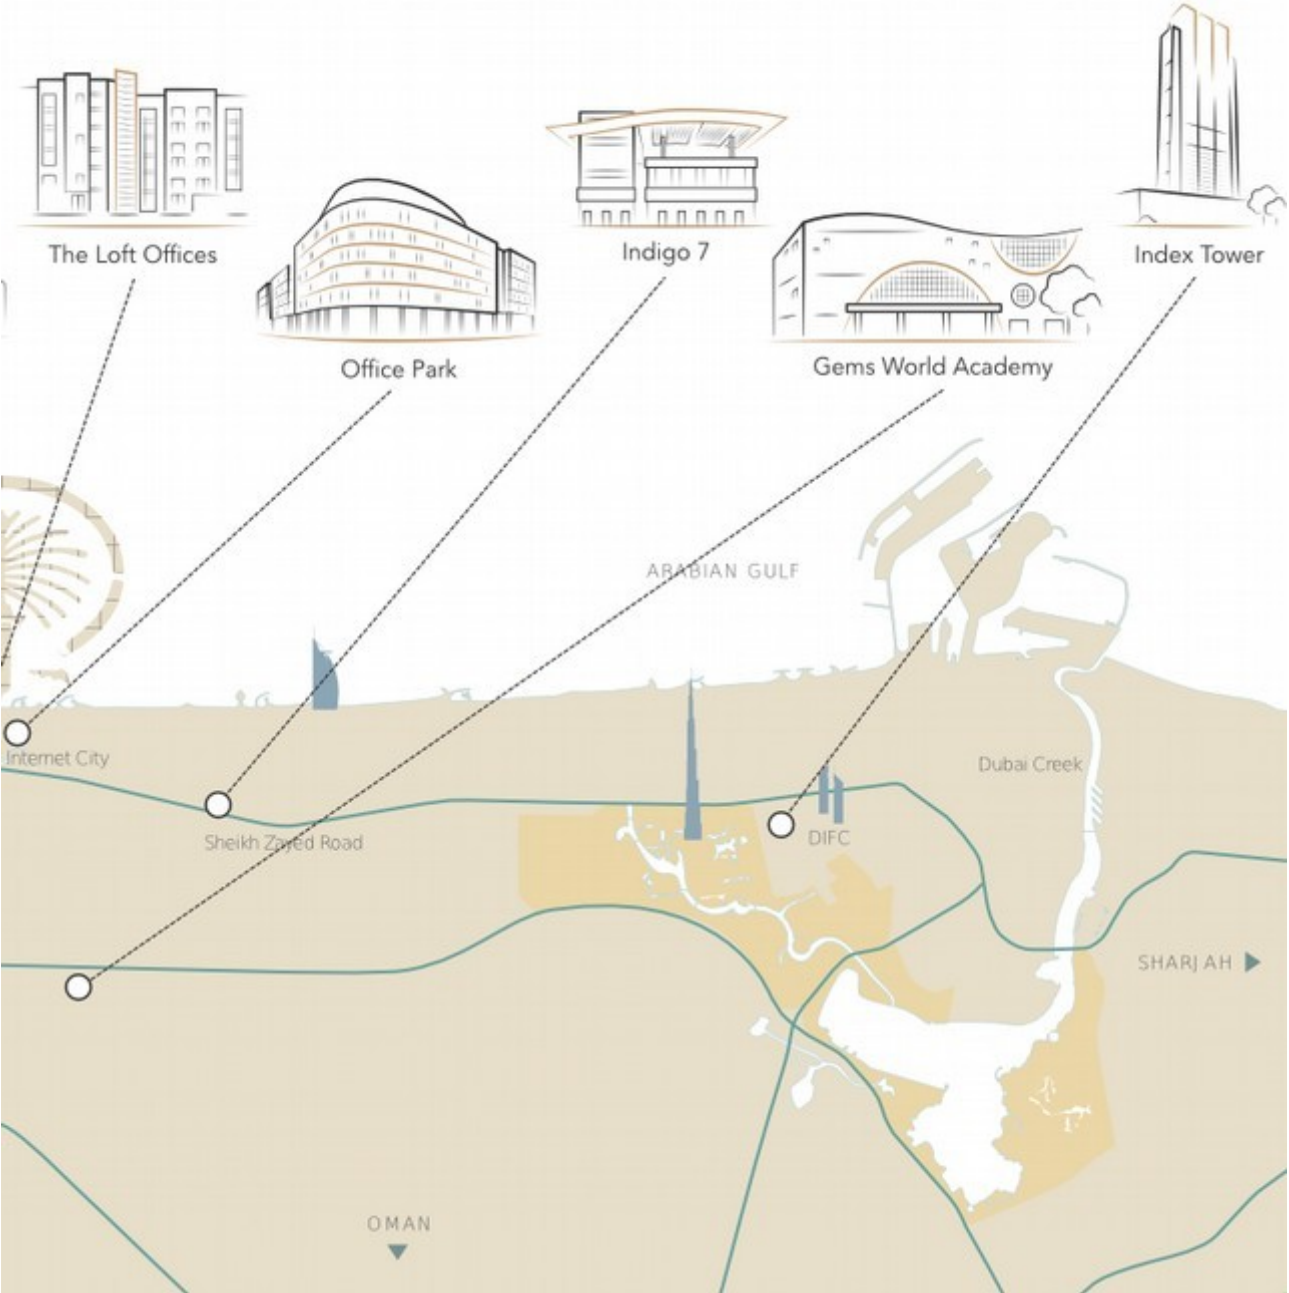 The Loft Offices
Indigo 7
Index Tower
Office Park
Gems World Academy
ARABIAN GULF
Internet City
Dubai Creek
Sheikh Zayed Road
DIFC
SHARJAH
OMAN